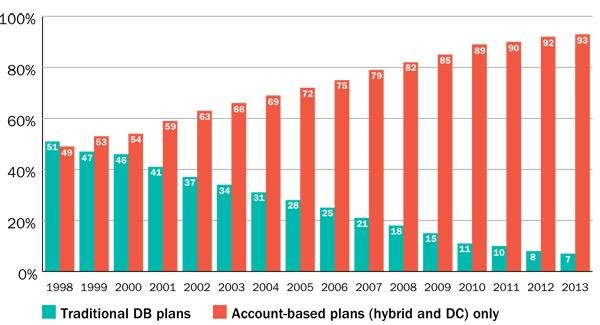 100%
80%
60%
40%
20%
0%
51 49 47 53 46 54 41 59 37 63 34 66 31 69 28 72 25 75 21 79 18 82 15 85 11 89 10 90 8 92 7 93
1998 1999 2000 2001 2002 2003 2004 2005 2006 2007 2008 2009 2010 2011 2012 2013
Traditional DB plans Account-based plans (hybrid and DC) only